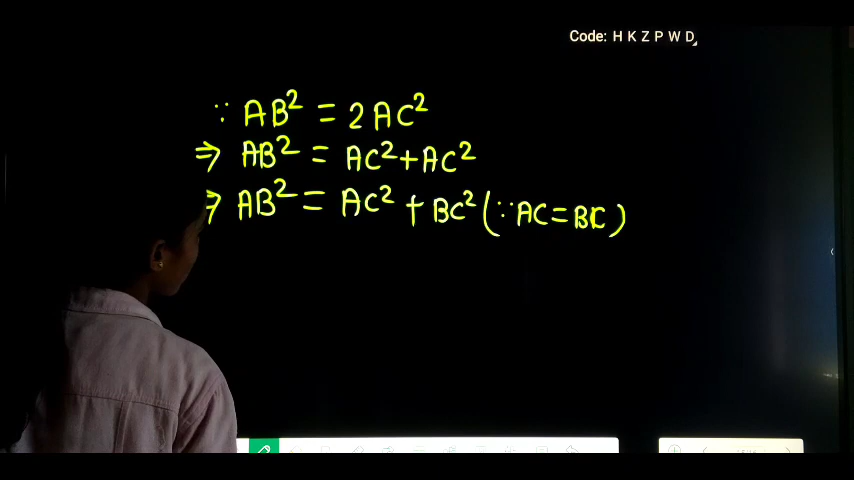 Code: H K Z P W D
∵ AB² = 2AC²
⇒ AB² = AC² + AC²
⇒ AB² = AC² + BC² (∵ AC = BC)